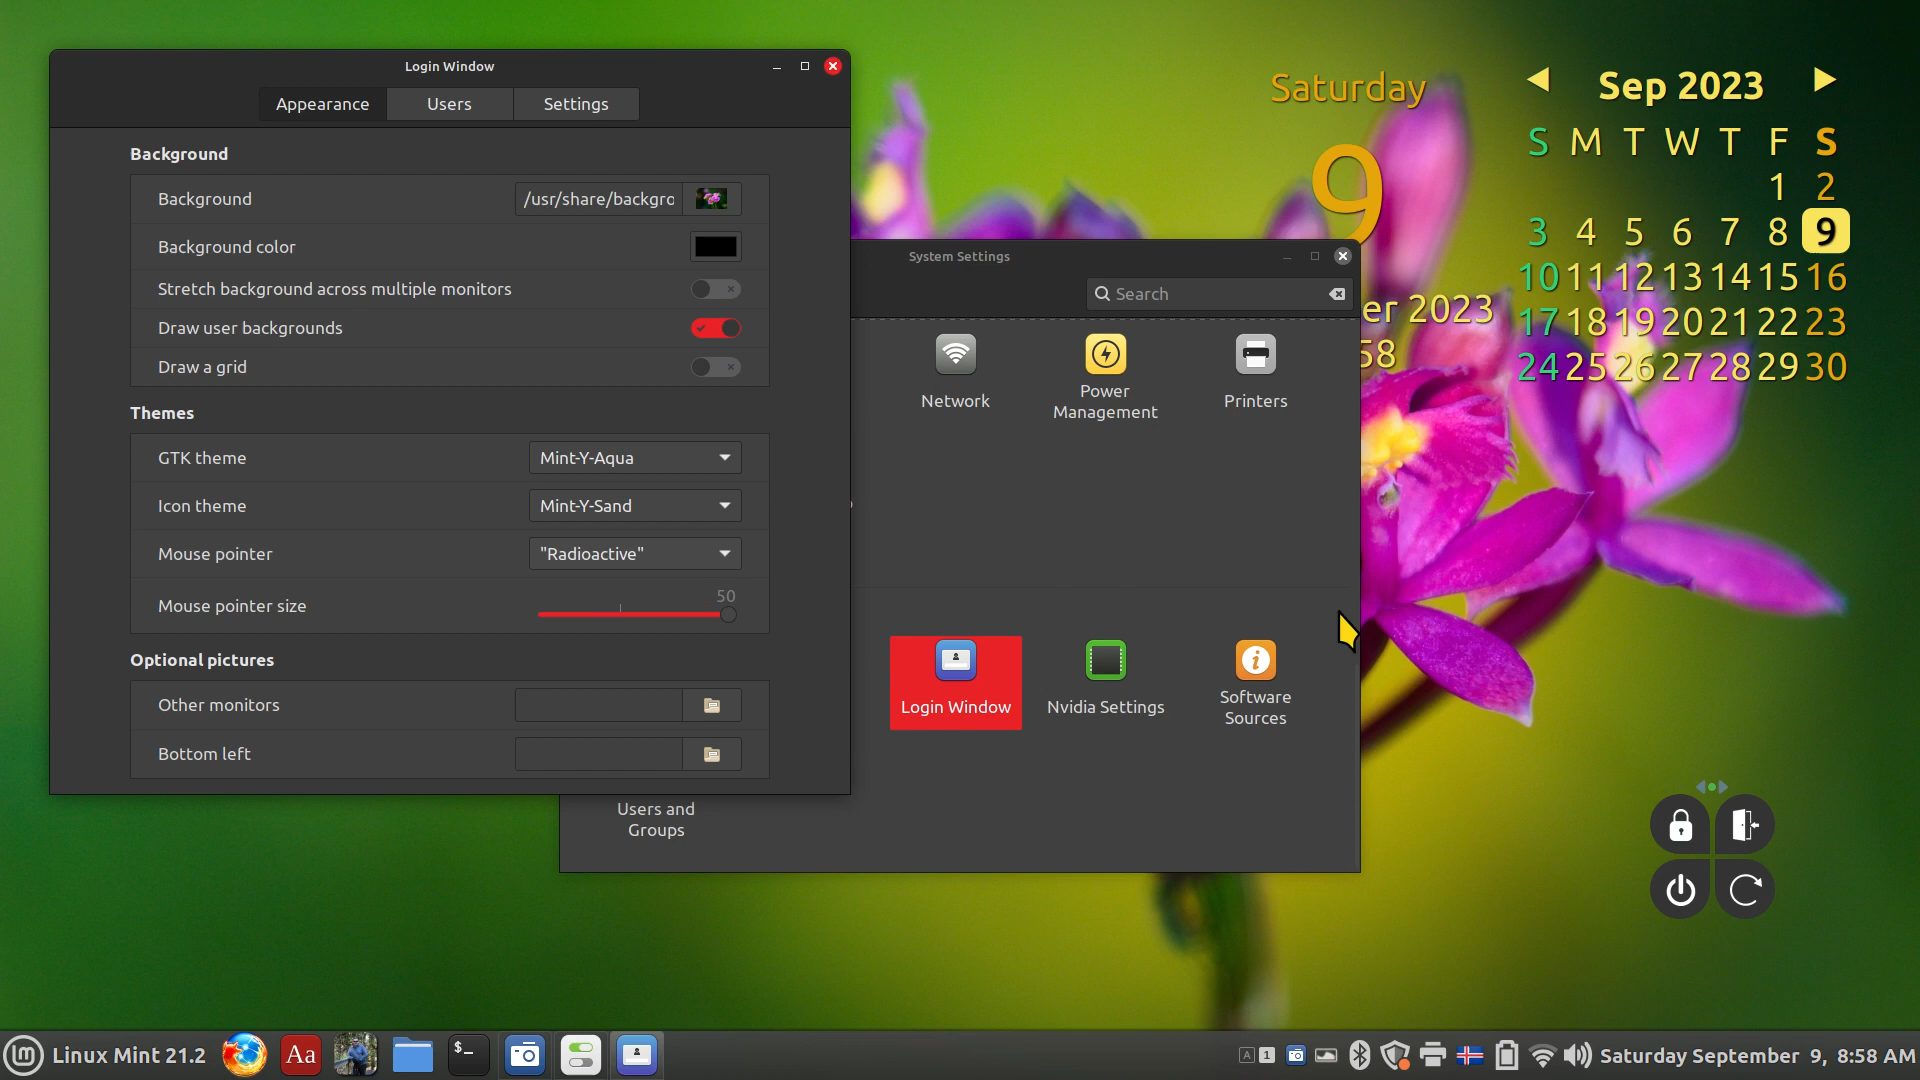 Login Window
Appearance
Users
Settings
Background
Background
/usr/share/backgro
Background color
Stretch background across multiple monitors
Draw user backgrounds
Draw a grid
Themes
GTK theme
Mint-Y-Aqua
Icon theme
Mint-Y-Sand
Mouse pointer
"Radioactive"
Mouse pointer size
50
Optional pictures
Other monitors
Bottom left
System Settings
Search
Network
Power
Management
Printers
Login Window
Nvidia Settings
Software
Sources
Users and
Groups
Saturday
9
er 2023
58
Sep 2023
S M T W T F S
1 2
3 4 5 6 7 8 9
10 11 12 13 14 15 16
17 18 19 20 21 22 23
24 25 26 27 28 29 30
Linux Mint 21.2
Aa
$_
A 1
Saturday September 9, 8:58 AM